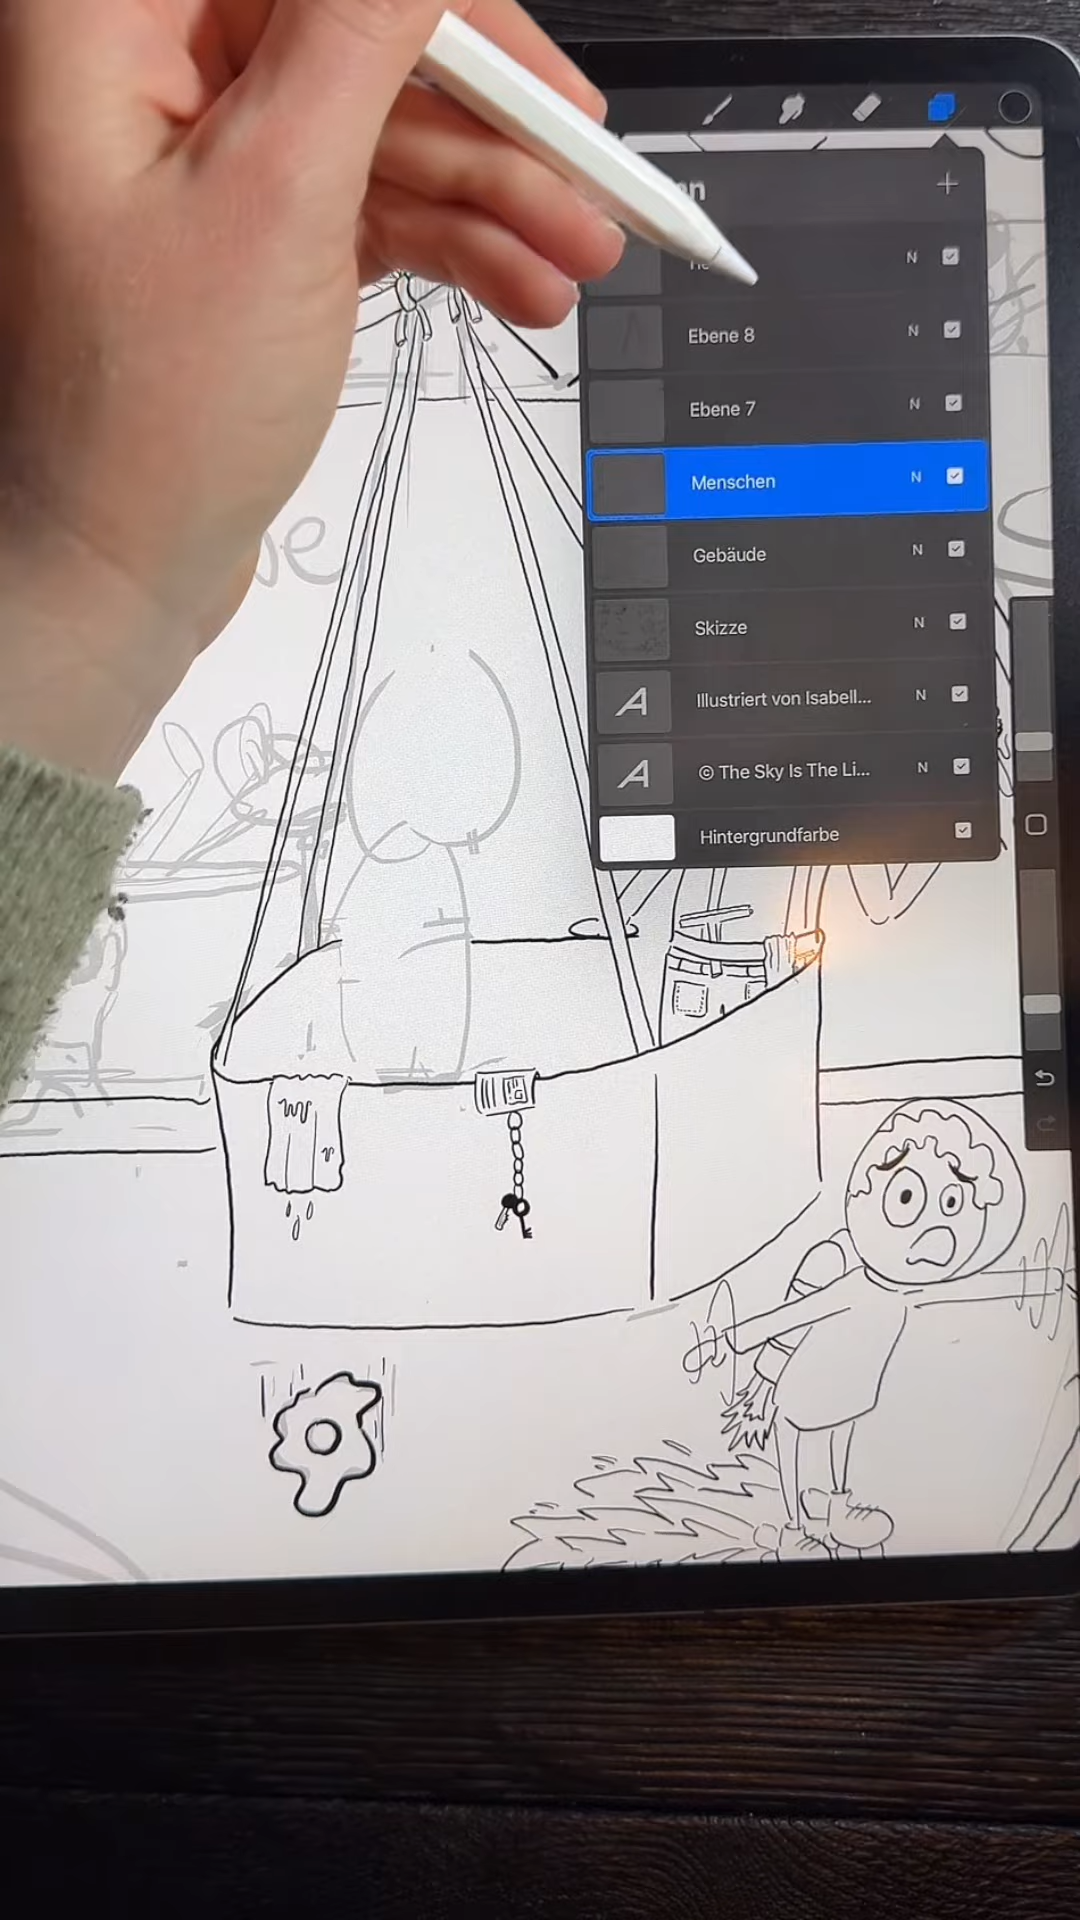 N
Ebene 8 N
Ebene 7 N
Menschen N
Gebäude N
Skizze N
Illustriert von Isabell... N
© The Sky Is The Li... N
Hintergrundfarbe